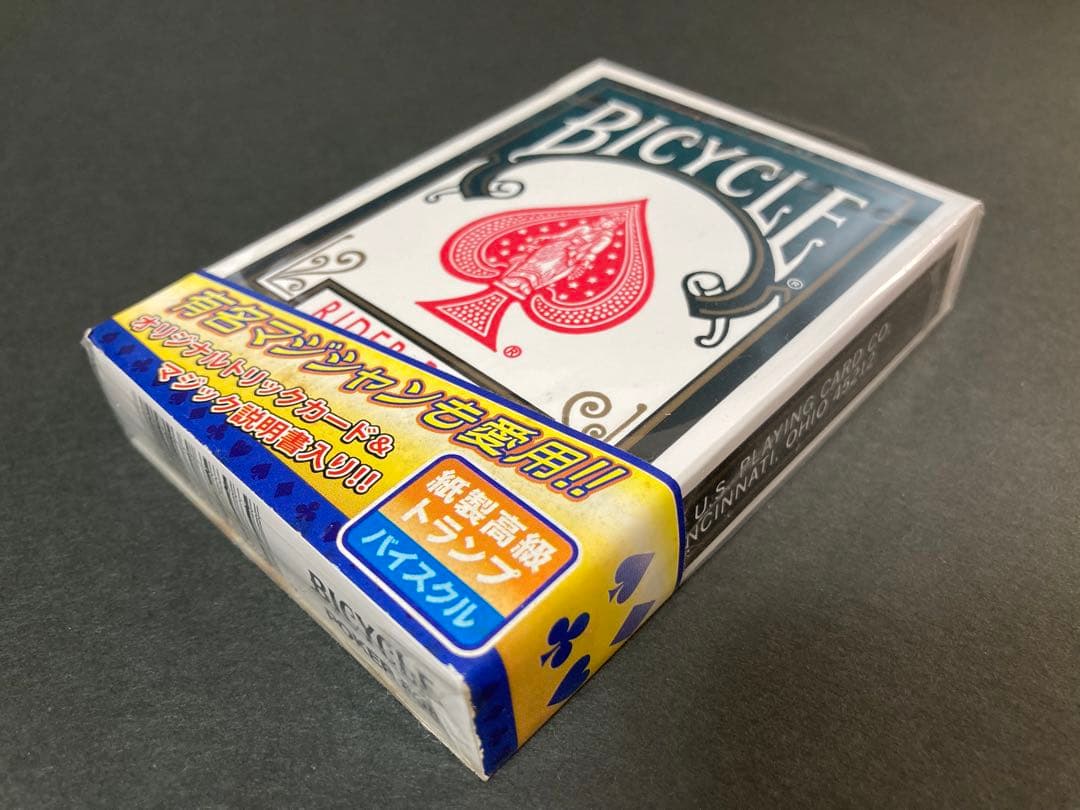 BICYCLE
®
®
RIDER
有名マジシャンも愛用!!
オリジナルトリックカード&
マジック説明書入り!!
紙製高級
トランプ
バイスクル
U.S. PLAYING CARD CO.
NCINNATI, OHIO 45212
BICYCLE
POKER